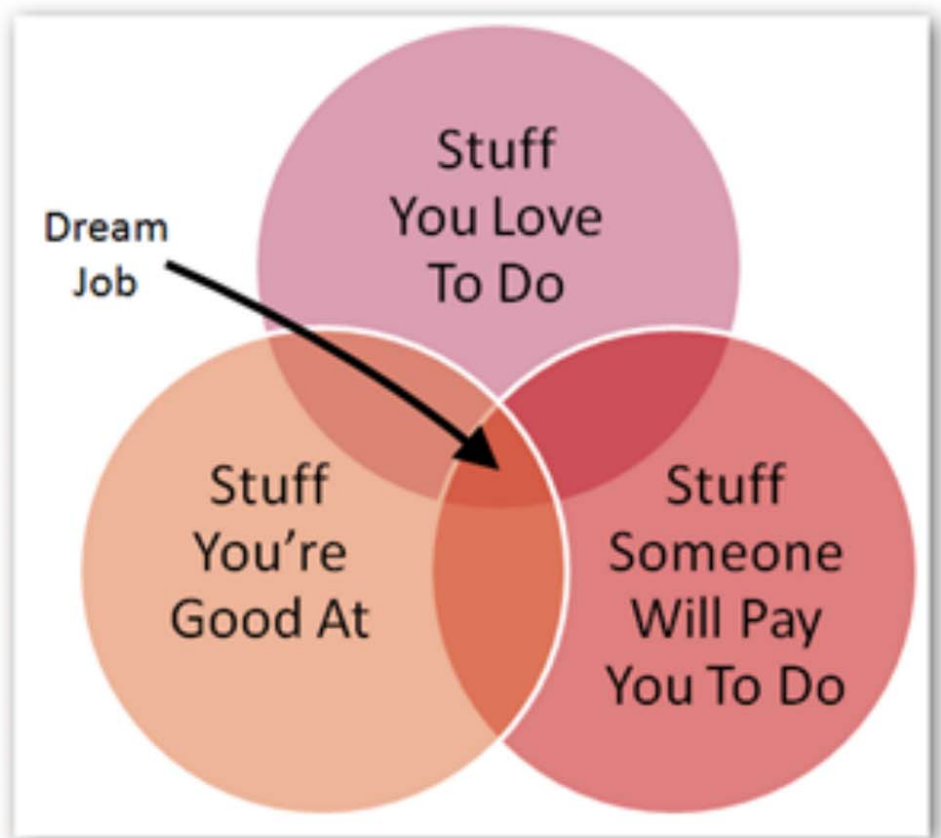 Stuff
You Love
To Do
Dream
Job
Stuff
You’re
Good At
Stuff
Someone
Will Pay
You To Do